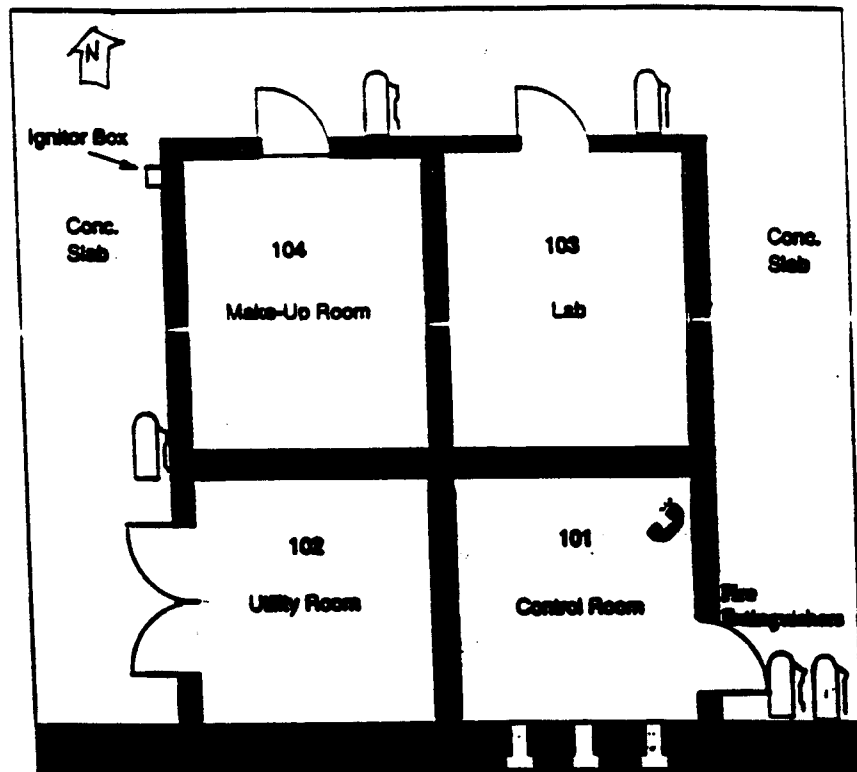 N
Ignitor Box
Conc.
Slab
104
Make-Up Room
103
Lab
Conc.
Slab
102
Utility Room
101
Control Room
Fire
Extinguishers